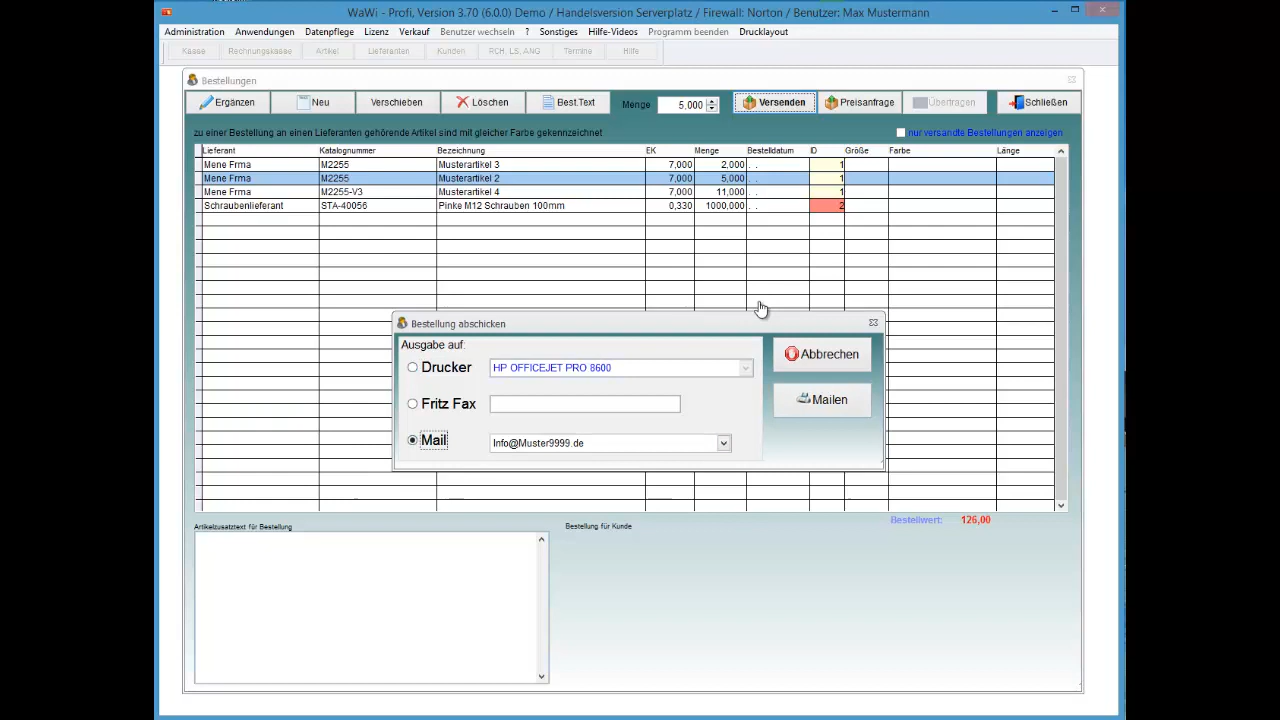 WaWi - Profi, Version 3.70 (6.0.0) Demo / Handelsversion Serverplatz / Firewall: Norton / Benutzer: Max Mustermann
Administration Anwendungen Datenpflege Lizenz Verkauf Benutzer wechseln ? Sonstiges Hilfe-Videos Programm beenden Drucklayout
Kasse Rechnungskasse Artikel Lieferanten Kunden RCH, LS, ANG Termine Hilfe
Bestellungen
Ergänzen Neu Verschieben Löschen Best.Text Menge 5,000 Versenden Preisanfrage Übertragen Schließen
zu einer Bestellung an einen Lieferanten gehörende Artikel sind mit gleicher Farbe gekennzeichnet nur versandte Bestellungen anzeigen
Lieferant Katalognummer Bezeichnung EK Menge Bestelldatum ID Größe Farbe Länge
Mene Frma M2255 Musterartikel 3 7,000 2,000 . . 1
Mene Frma M2255 Musterartikel 2 7,000 5,000 . . 1
Mene Frma M2255-V3 Musterartikel 4 7,000 11,000 . . 1
Schraubenlieferant STA-40056 Pinke M12 Schrauben 100mm 0,330 1000,000 . . 2
Bestellung abschicken
Ausgabe auf:
Drucker HP OFFICEJET PRO 8600 Abbrechen
Fritz Fax Mailen
Mail Info@Muster9999.de
Bestellwert: 126,00
Artikelzusatztext für Bestellung Bestellung für Kunde